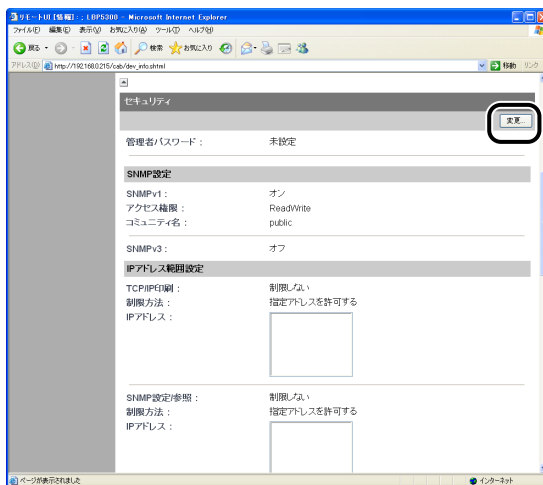 リモートUI [情報] : ; LBP5300 - Microsoft Internet Explorer
ファイル(F) 編集(E) 表示(V) お気に入り(A) ツール(T) ヘルプ(H)
戻る 検索 お気に入り
アドレス(D) http://192.168.0.215/cab/dev_info.shtml 移動 リンク
セキュリティ
変更...
管理者パスワード : 未設定
SNMP設定
SNMPv1 : オン
アクセス権限 : ReadWrite
コミュニティ名 : public
SNMPv3 : オフ
IPアドレス範囲設定
TCP/IP印刷 : 制限しない
制限方法 : 指定アドレスを許可する
IPアドレス :
SNMP設定/参照 : 制限しない
制限方法 : 指定アドレスを許可する
IPアドレス :
ページが表示されました インターネット